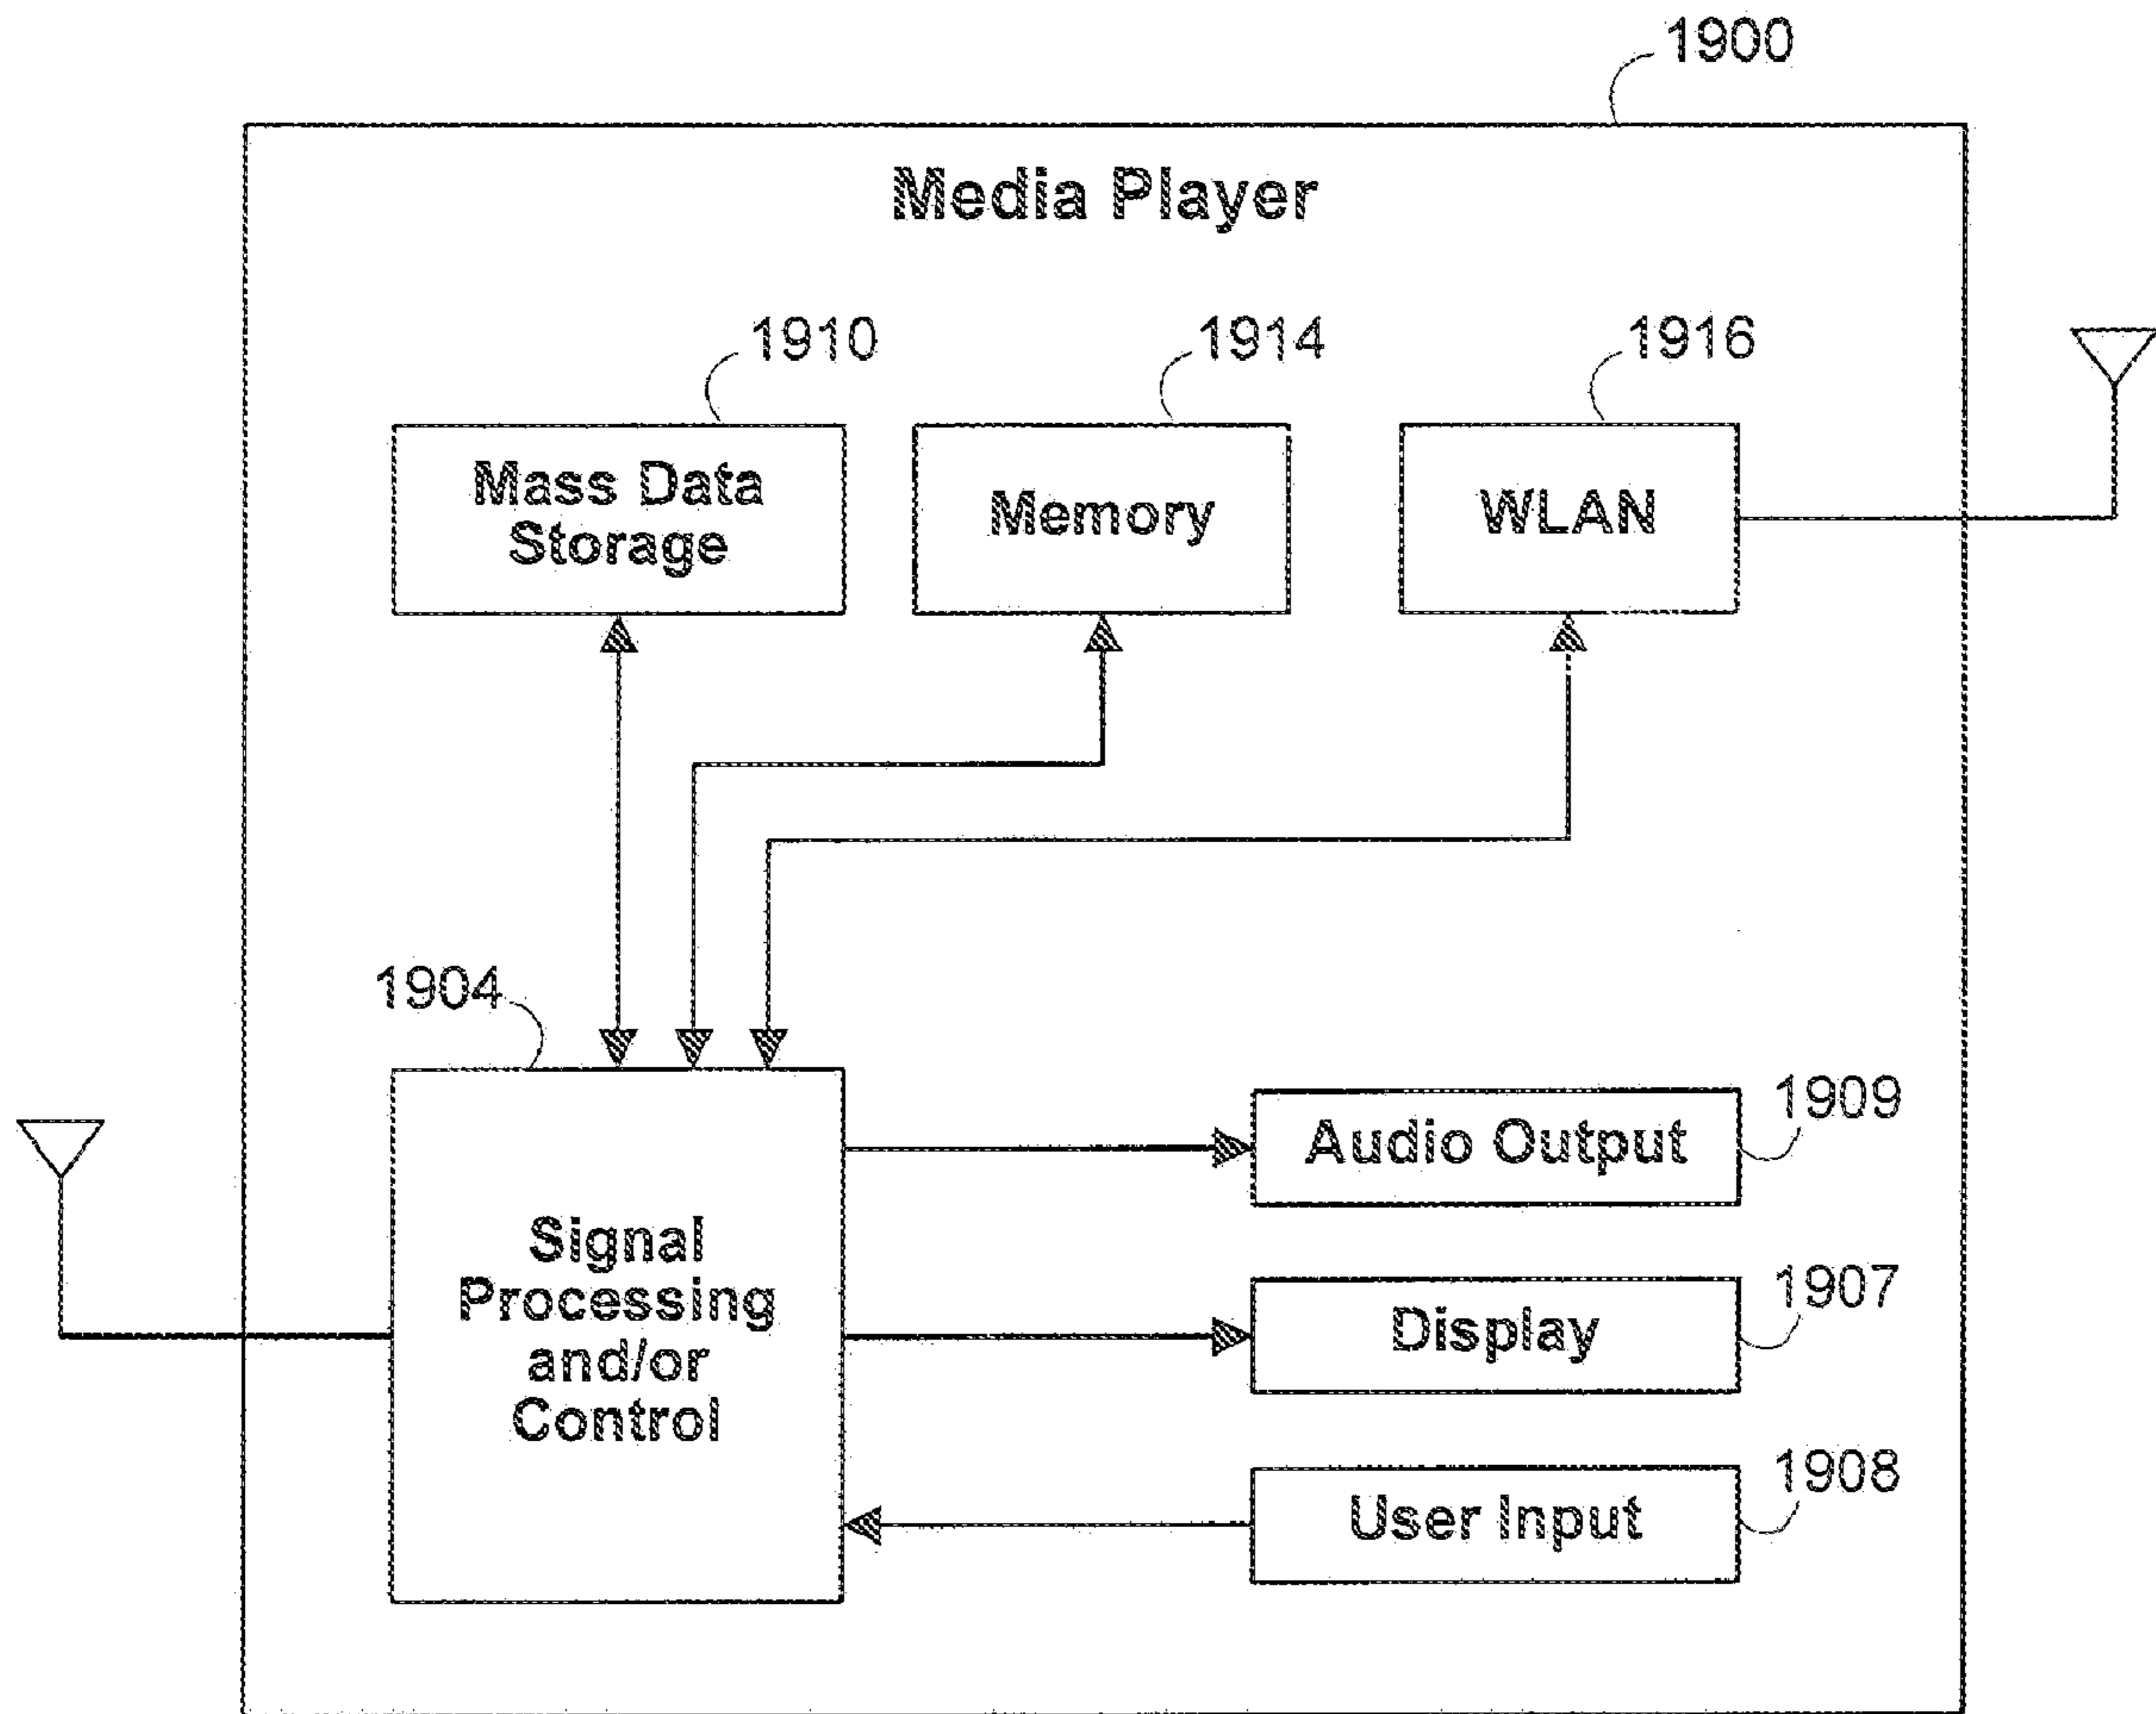 1900
Media Player
1910
1914
1916
Mass Data
Storage
Memory
WLAN
1904
Signal
Processing
and/or
Control
Audio Output
1909
Display
1907
User Input
1908